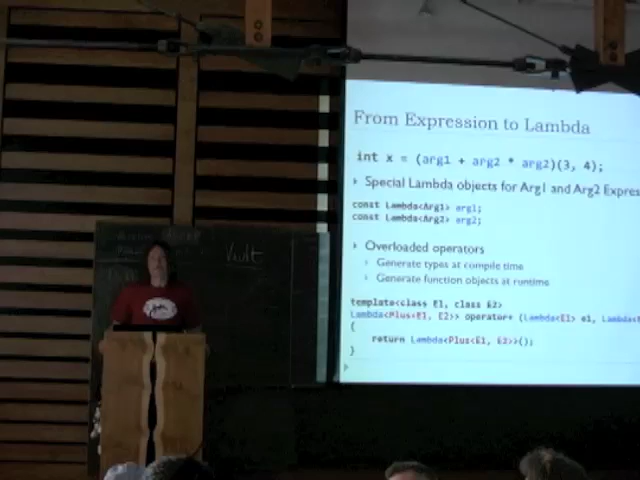 From Expression to Lambda
int x = (arg1 + arg2 * arg2)(3, 4);
Special Lambda objects for Arg1 and Arg2 Expres
const Lambda<Arg1> arg1;
const Lambda<Arg2> arg2;
Overloaded operators
Generate types at compile time
Generate function objects at runtime
template<class E1, class E2>
Lambda<Plus<E1, E2>> operator+ (Lambda<E1> e1, Lambda<E
{
return Lambda<Plus<E1, E2>>();
}
Vault